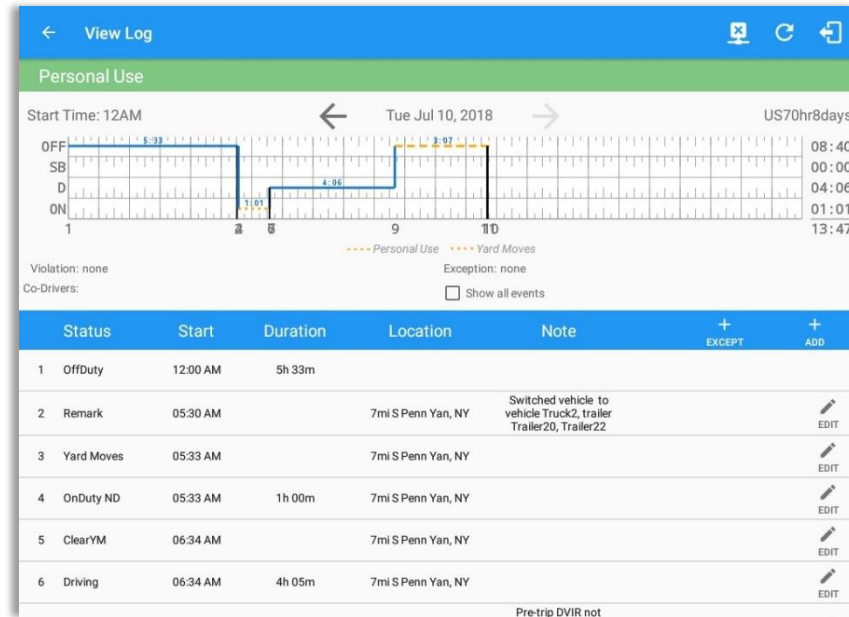 View Log
Personal Use
Start Time: 12AM Tue Jul 10, 2018 US70hr8days
OFF 5:33 3:07 08:40
SB 00:00
D 4:06 04:06
ON 1:01 01:01
1 9 13:47
Personal Use Yard Moves
Violation: none Exception: none
Co-Drivers: Show all events
Status Start Duration Location Note + EXCEPT + ADD
1 OffDuty 12:00 AM 5h 33m
2 Remark 05:30 AM 7mi S Penn Yan, NY Switched vehicle to
vehicle Truck2, trailer
Trailer20, Trailer22 EDIT
3 Yard Moves 05:33 AM 7mi S Penn Yan, NY EDIT
4 OnDuty ND 05:33 AM 1h 00m 7mi S Penn Yan, NY EDIT
5 ClearYM 06:34 AM 7mi S Penn Yan, NY EDIT
6 Driving 06:34 AM 4h 05m 7mi S Penn Yan, NY EDIT
Pre-trip DVIR not